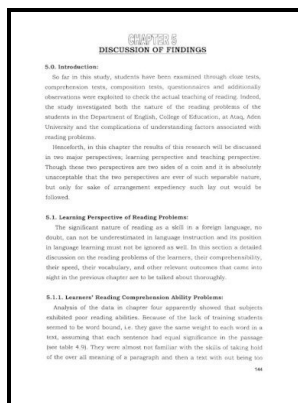 CHAPTER 5
DISCUSSION OF FINDINGS
5.0. Introduction:
So far in this study, students have been examined through cloze tests,
comprehension tests, composition tests, questionnaires and additionally
observations were exploited to check the actual teaching of reading. Indeed,
the study investigated both the nature of the reading problems of the
students in the Department of English, College of Education, at Ataq, Aden
University and the complications of understanding factors associated with
reading problems.
Henceforth, in this chapter the results of this research will be discussed
in two major perspectives; learning perspective and teaching perspective.
Though these two perspectives are two sides of a coin and it is absolutely
unacceptable that the two perspectives are ever of such separable nature,
but only for sake of arrangement expediency such lay out would be
followed.
5.1. Learning Perspective of Reading Problems:
The significant nature of reading as a skill in a foreign language, no
doubt, can not be underestimated in language instruction and its position
in language learning must not be ignored as well. In this section a detailed
discussion on the reading problems of the learners, their comprehensibility,
their speed, their vocabulary, and other relevant outcomes that come into
sight in the previous chapter are to be talked about thoroughly.
5.1.1. Learners' Reading Comprehension Ability Problems:
Analysis of the data in chapter four apparently showed that subjects
exhibited poor reading abilities. Because of the lack of training students
seemed to be word bound, i.e. they gave the same weight to each word in a
text, assuming that each sentence had equal significance in the passage
(see table 4.9). They were almost not familiar with the skills of taking hold
of the over all meaning of a paragraph and then a text with out being too